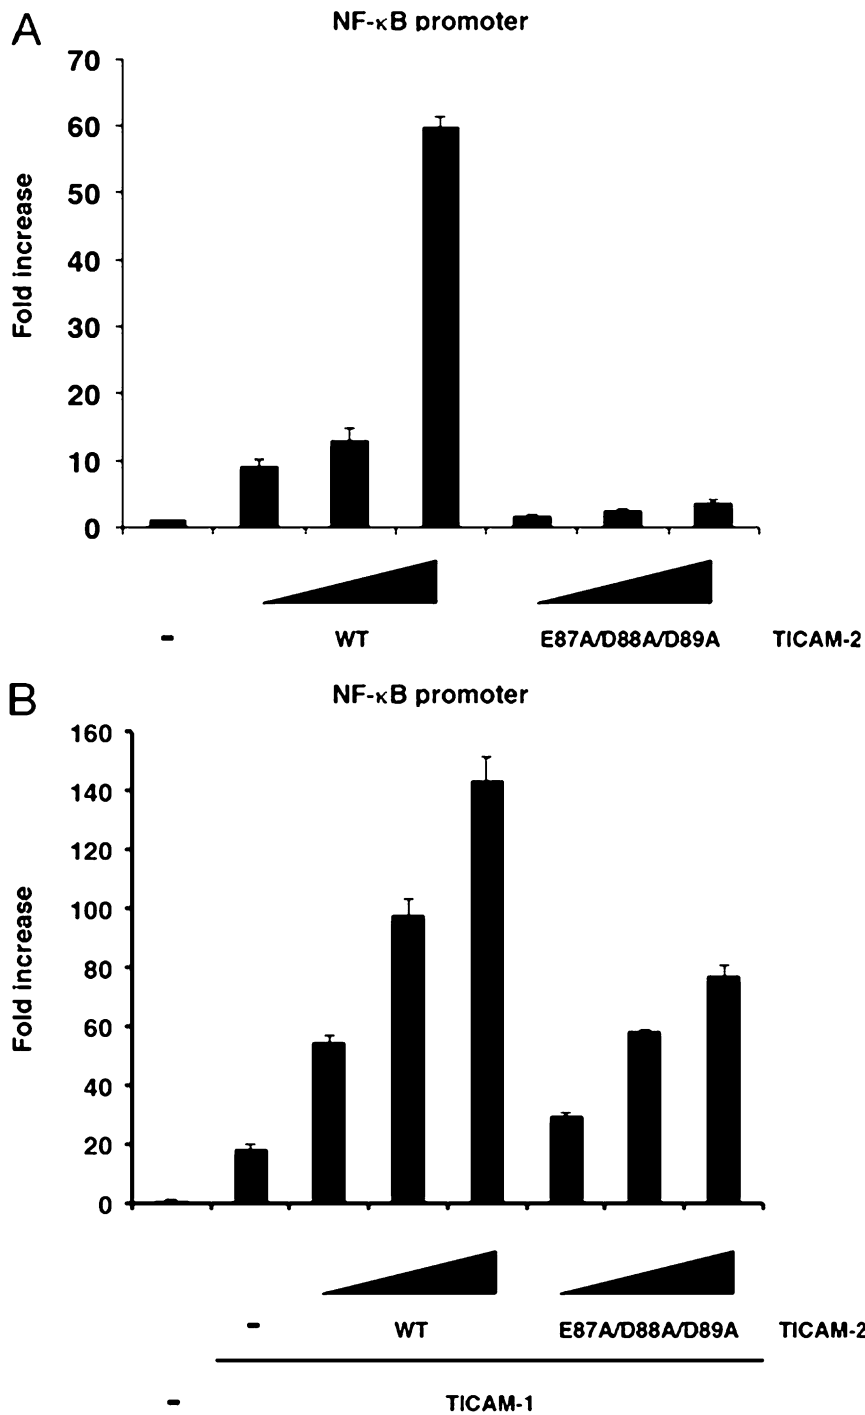 A
NF-κB promoter
70
60
50
40
30
20
10
0
Fold increase
- WT E87A/D88A/D89A TICAM-2
B
NF-κB promoter
160
140
120
100
80
60
40
20
0
Fold increase
- WT E87A/D88A/D89A TICAM-2
- TICAM-1